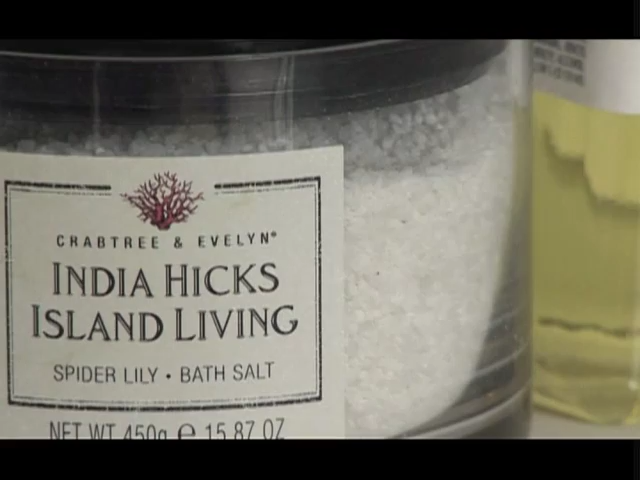 CRABTREE & EVELYN®
INDIA HICKS
ISLAND LIVING
SPIDER LILY • BATH SALT
NET WT 450g ℮ 15.87 OZ